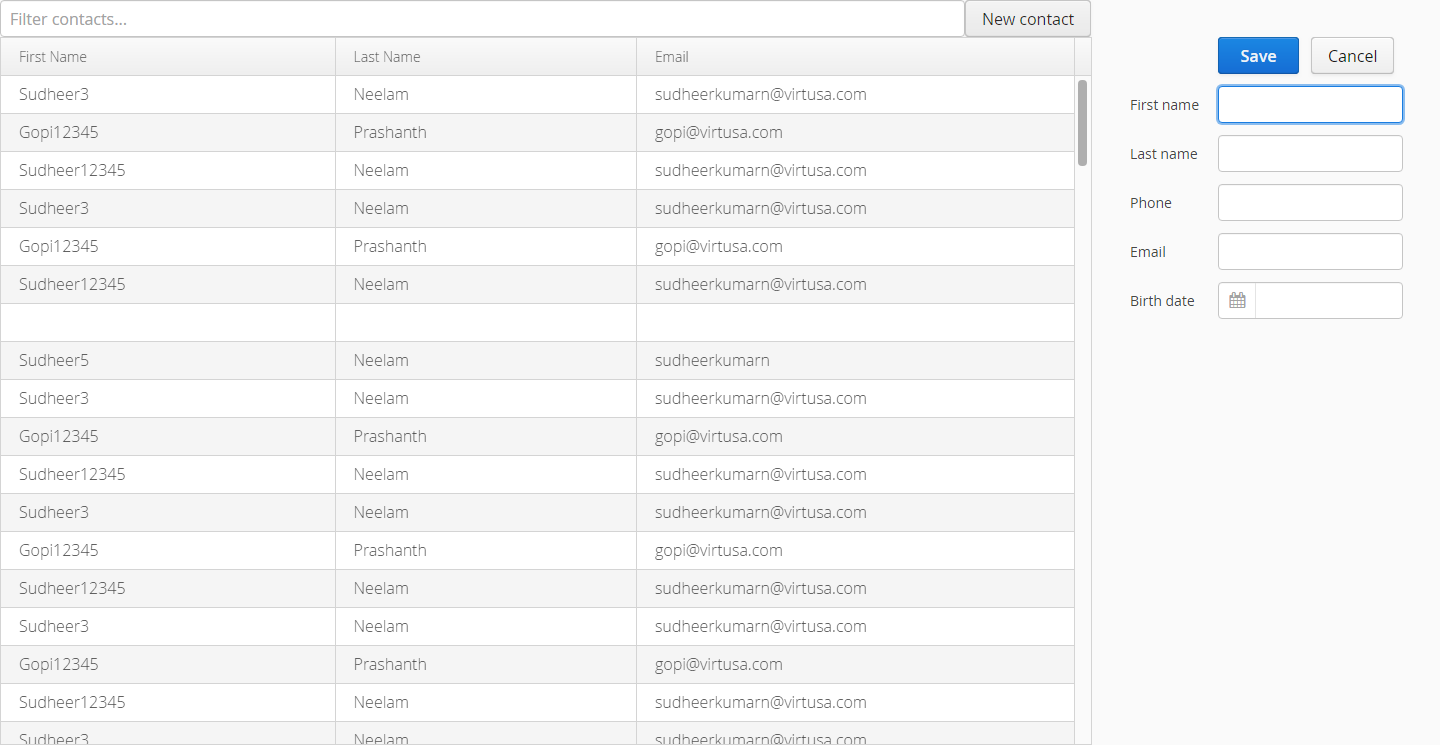 Filter contacts...
New contact
First Name Last Name Email
Sudheer3 Neelam sudheerkumarn@virtusa.com
Gopi12345 Prashanth gopi@virtusa.com
Sudheer12345 Neelam sudheerkumarn@virtusa.com
Sudheer3 Neelam sudheerkumarn@virtusa.com
Gopi12345 Prashanth gopi@virtusa.com
Sudheer12345 Neelam sudheerkumarn@virtusa.com
Sudheer5 Neelam sudheerkumarn
Sudheer3 Neelam sudheerkumarn@virtusa.com
Gopi12345 Prashanth gopi@virtusa.com
Sudheer12345 Neelam sudheerkumarn@virtusa.com
Sudheer3 Neelam sudheerkumarn@virtusa.com
Gopi12345 Prashanth gopi@virtusa.com
Sudheer12345 Neelam sudheerkumarn@virtusa.com
Sudheer3 Neelam sudheerkumarn@virtusa.com
Gopi12345 Prashanth gopi@virtusa.com
Sudheer12345 Neelam sudheerkumarn@virtusa.com
Sudheer3 Neelam sudheerkumarn@virtusa.com
Save Cancel
First name
Last name
Phone
Email
Birth date